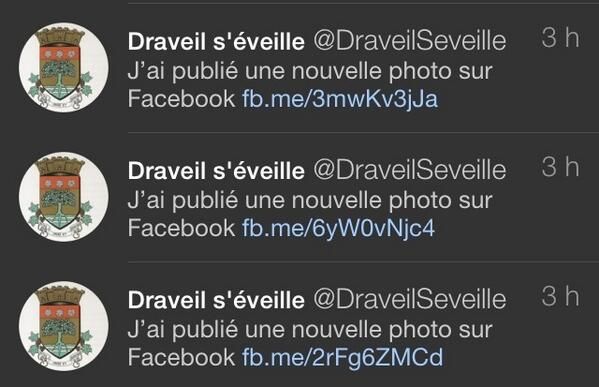 Draveil s'éveille @DraveilSeveille 3 h
J'ai publié une nouvelle photo sur
Facebook fb.me/3mwKv3jJa
Draveil s'éveille @DraveilSeveille 3 h
J'ai publié une nouvelle photo sur
Facebook fb.me/6yW0vNjc4
Draveil s'éveille @DraveilSeveille 3 h
J'ai publié une nouvelle photo sur
Facebook fb.me/2rFg6ZMCd